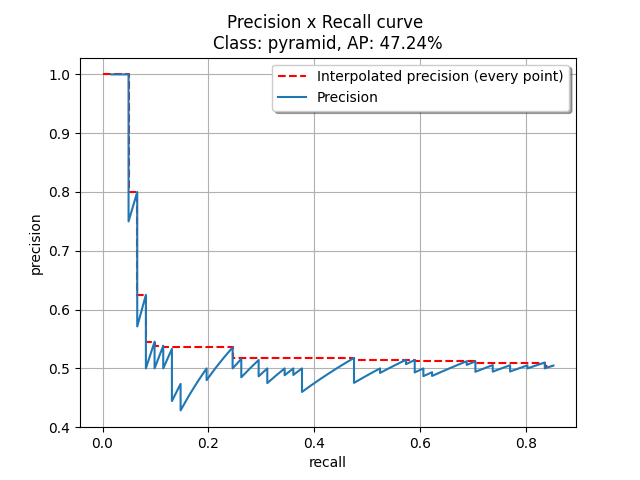 Precision x Recall curve
Class: pyramid, AP: 47.24%
Interpolated precision (every point)
Precision
1.0
0.9
0.8
0.7
0.6
0.5
0.4
precision
0.0 0.2 0.4 0.6 0.8
recall